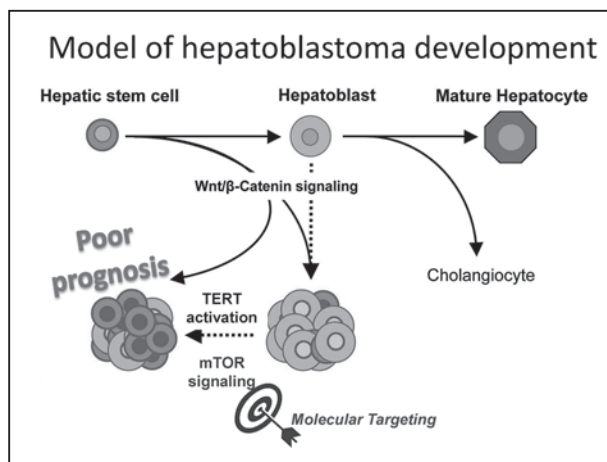 Model of hepatoblastoma development
Hepatic stem cell
Hepatoblast
Mature Hepatocyte
Wnt/β-Catenin signaling
Poor
prognosis
Cholangiocyte
TERT
activation
mTOR
signaling
Molecular Targeting